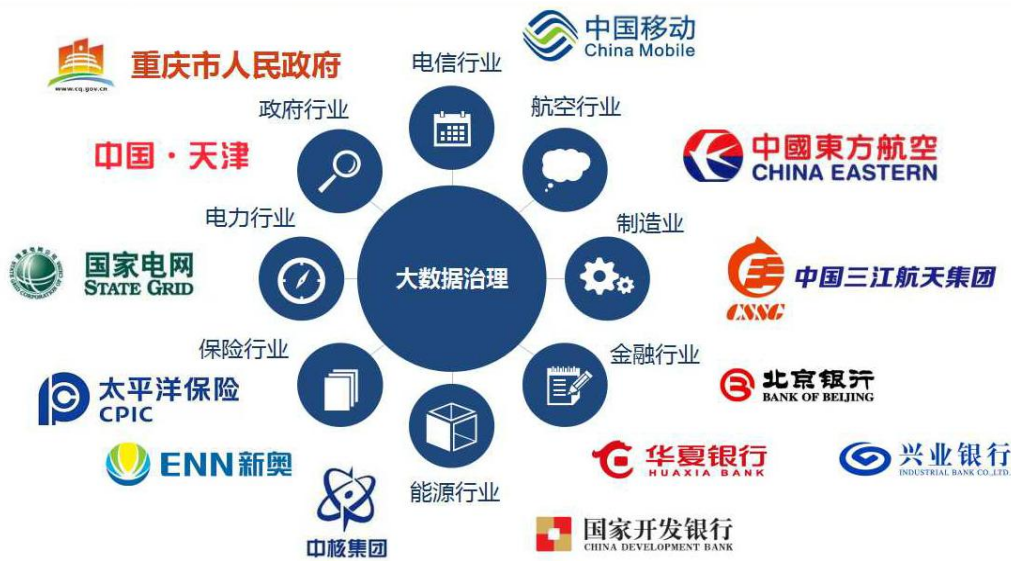 中国移动
China Mobile
重庆市人民政府
www.cq.gov.cn
电信行业
政府行业
航空行业
中国·天津
中國東方航空
CHINA EASTERN
电力行业
制造业
国家电网
STATE GRID
大数据治理
中国三江航天集团
CSSG
保险行业
金融行业
太平洋保险
CPIC
北京银行
BANK OF BEIJING
ENN新奥
华夏银行
HUAXIA BANK
兴业银行
INDUSTRIAL BANK CO.,LTD.
能源行业
中核集团
国家开发银行
CHINA DEVELOPMENT BANK